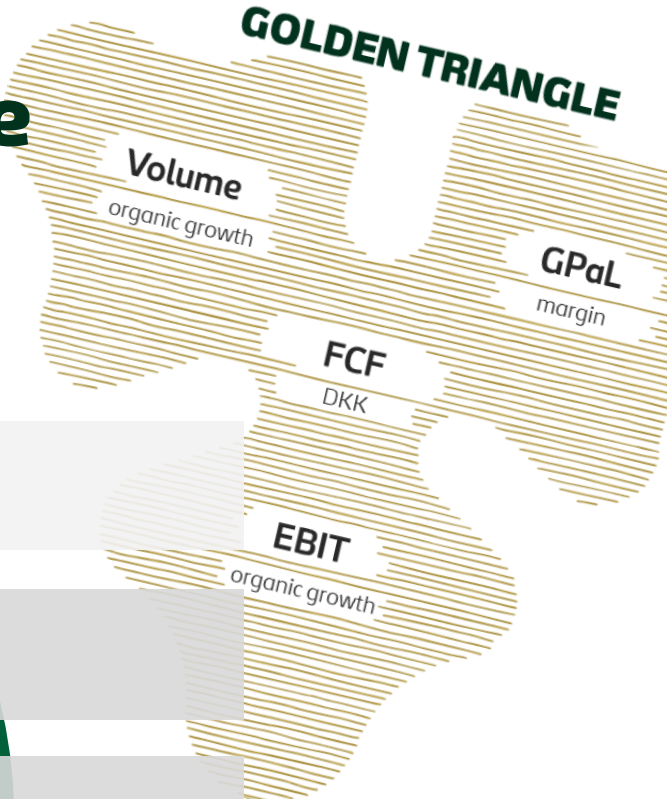 GOLDEN TRIANGLE
e
Volume
organic growth
GPaL
margin
FCF
DKK
EBIT
organic growth